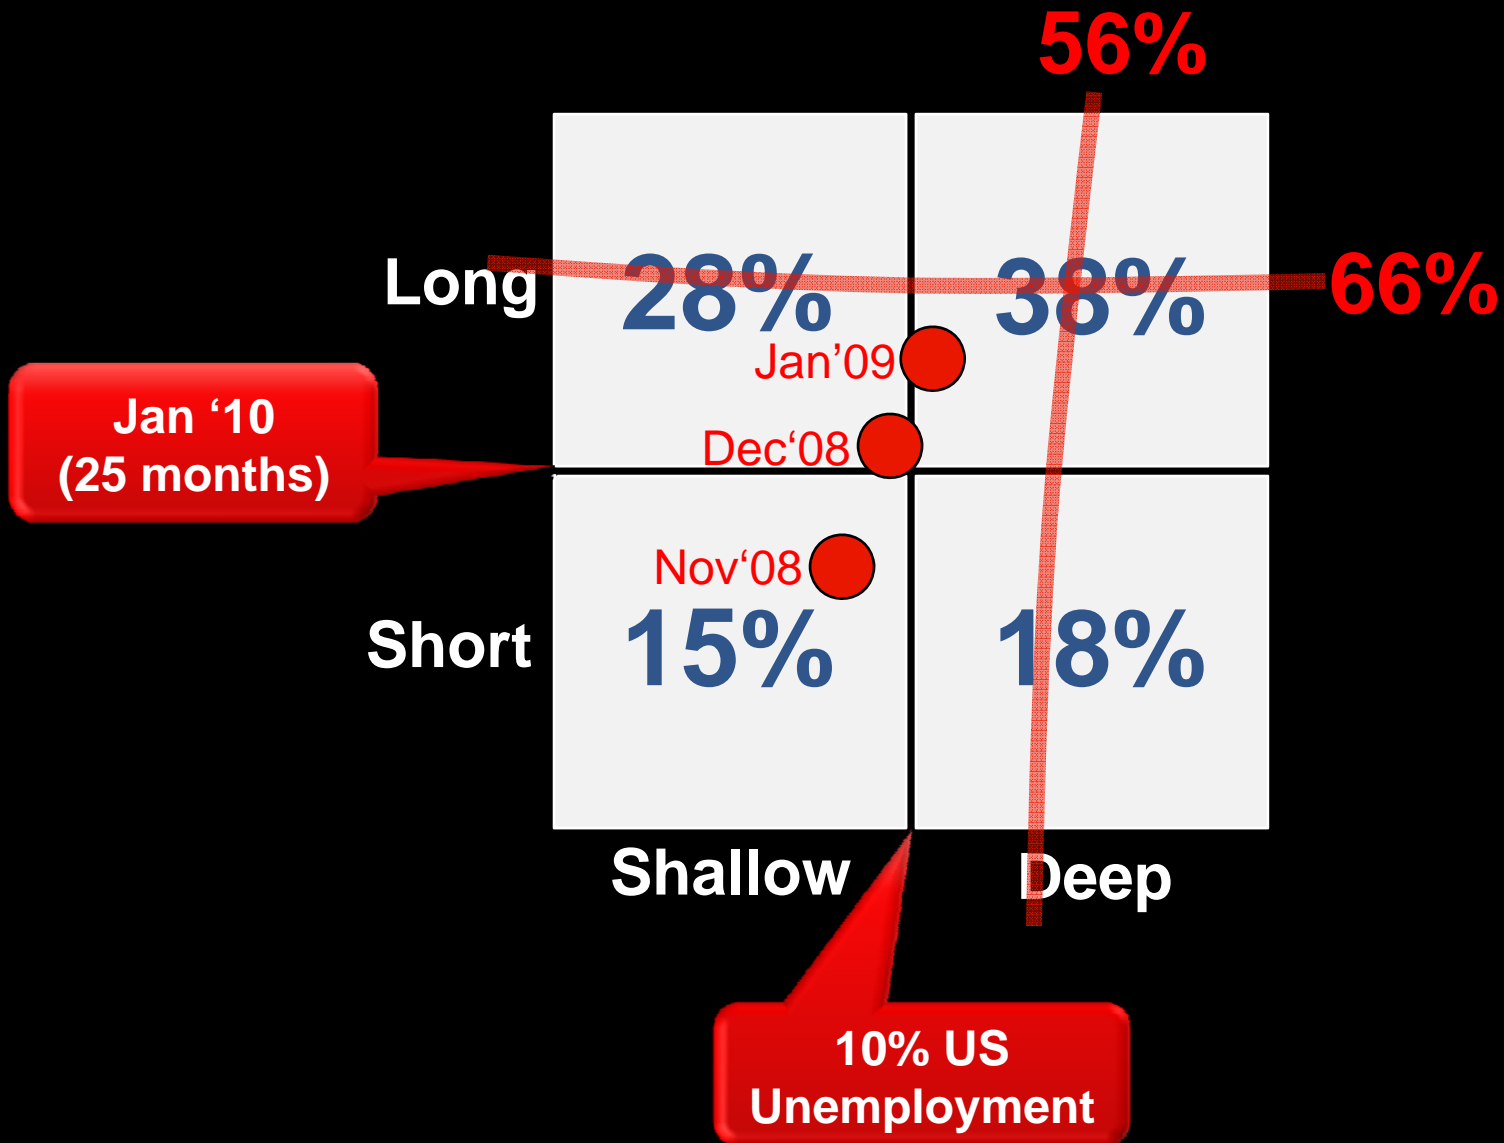 56%
Long
28%
38%
66%
Jan’09
Jan ‘10
(25 months)
Dec‘08
Nov‘08
Short
15%
18%
Shallow
Deep
10% US
Unemployment